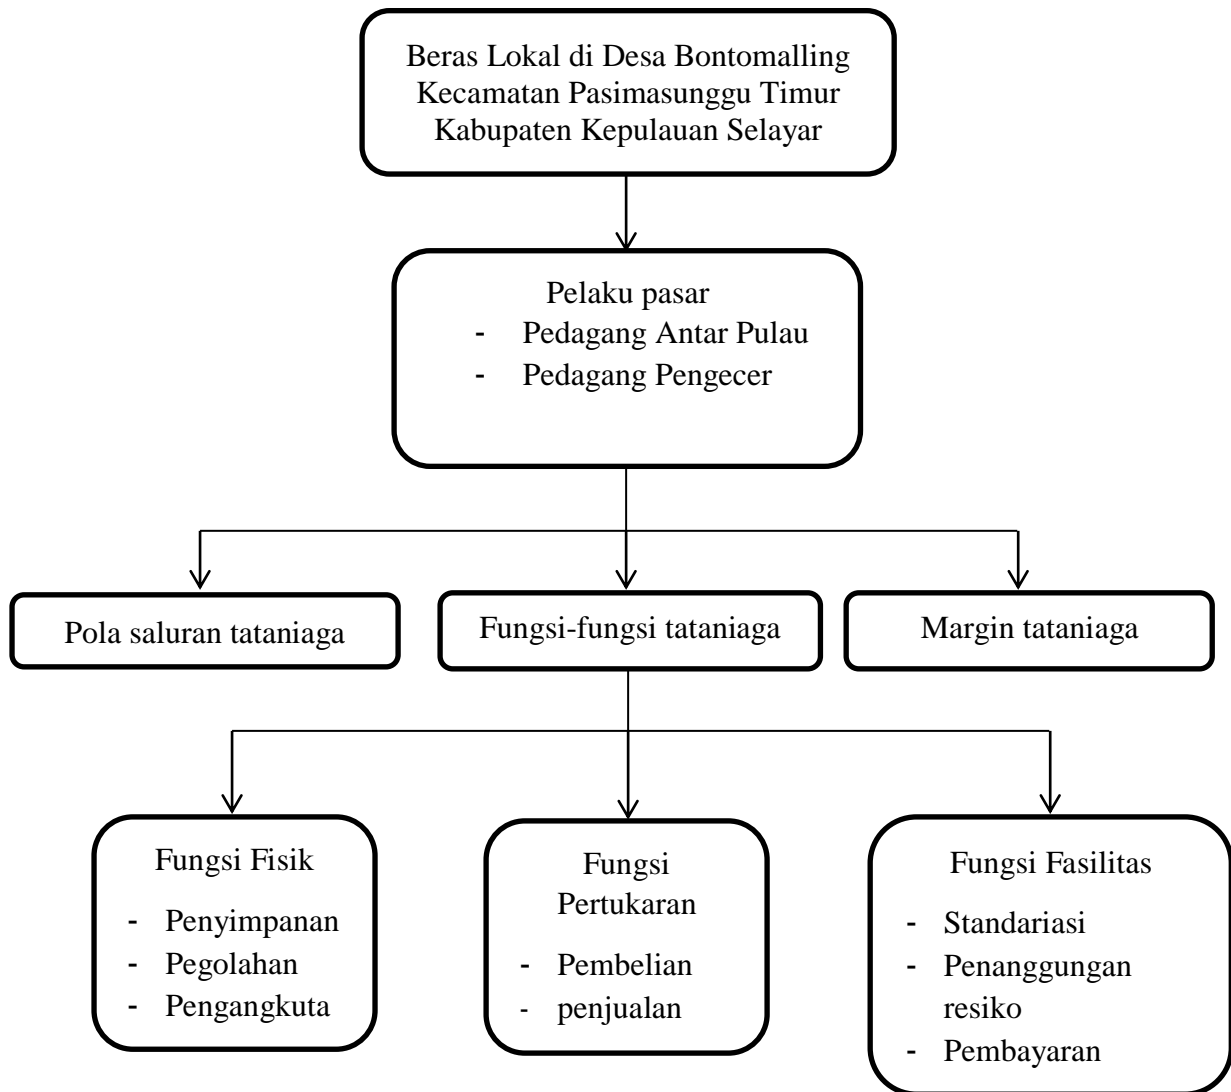 Beras Lokal di Desa Bontomalling
Kecamatan Pasimasunggu Timur
Kabupaten Kepulauan Selayar
Pelaku pasar
- Pedagang Antar Pulau
- Pedagang Pengecer
Pola saluran tataniaga
Fungsi-fungsi tataniaga
Margin tataniaga
Fungsi Fisik
- Penyimpanan
- Pegolahan
- Pengangkuta
Fungsi
Pertukaran
- Pembelian
- penjualan
Fungsi Fasilitas
- Standariasi
- Penanggungan
resiko
- Pembayaran